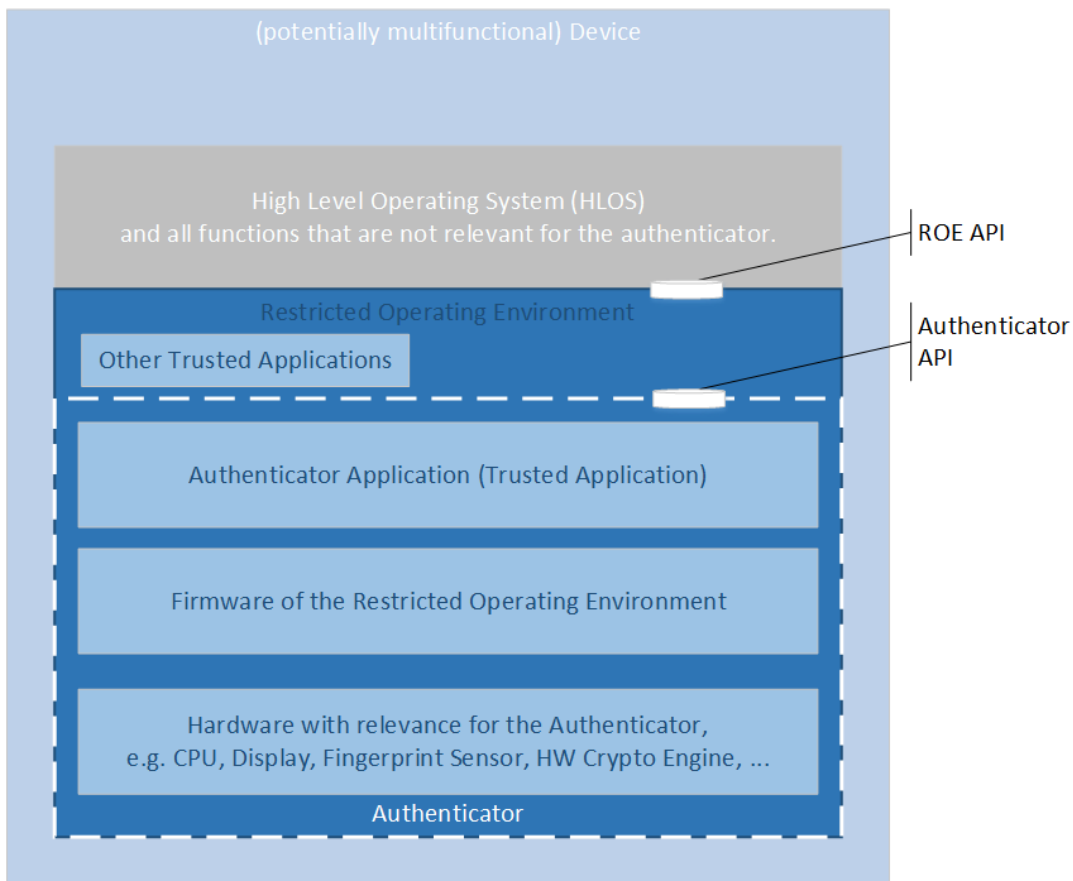 (potentially multifunctional) Device
High Level Operating System (HLOS)
and all functions that are not relevant for the authenticator.
ROE API
Restricted Operating Environment
Authenticator
API
Other Trusted Applications
Authenticator Application (Trusted Application)
Firmware of the Restricted Operating Environment
Hardware with relevance for the Authenticator,
e.g. CPU, Display, Fingerprint Sensor, HW Crypto Engine, ...
Authenticator